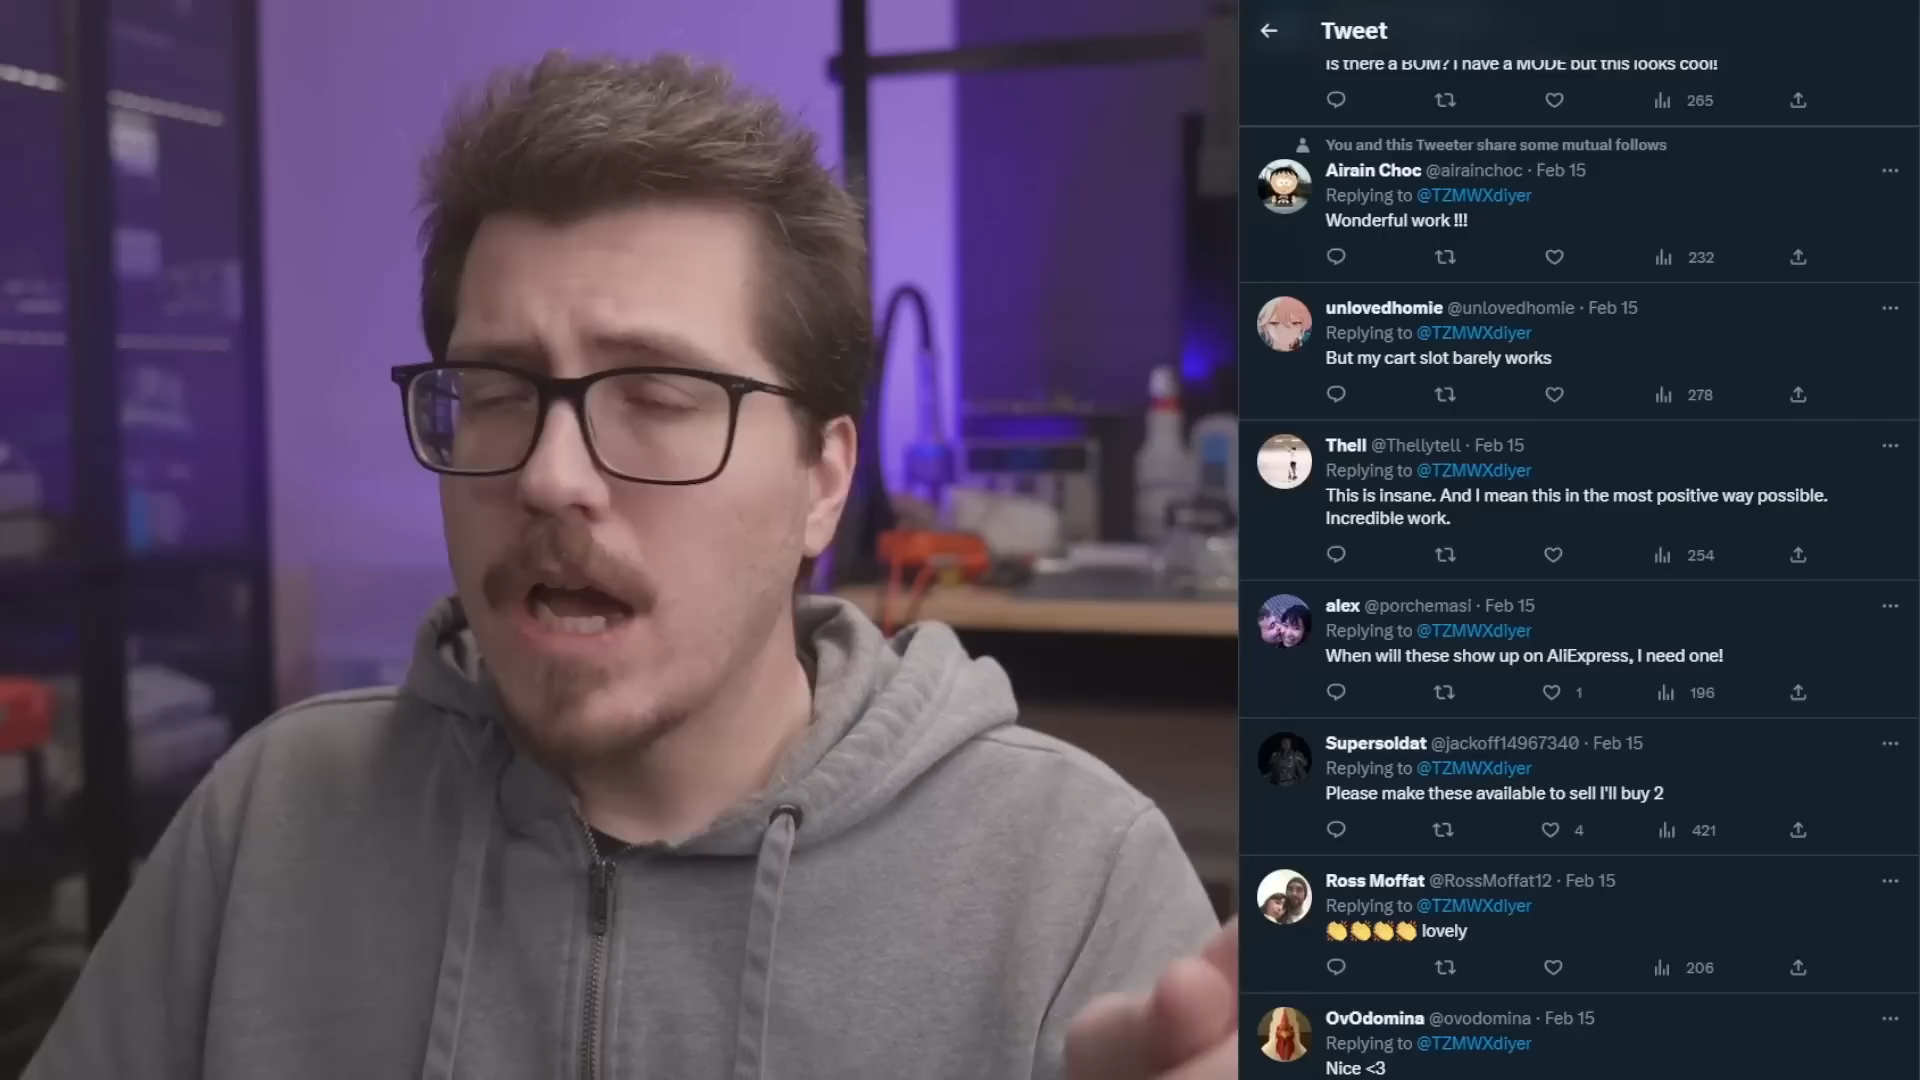 Tweet
Is there a BOM? I have a MODE but this looks cool!
265
You and this Tweeter share some mutual follows
Airain Choc @airainchoc · Feb 15
Replying to @TZMWXdiyer
Wonderful work !!!
232
unlovedhomie @unlovedhomie · Feb 15
Replying to @TZMWXdiyer
But my cart slot barely works
278
Thell @Thellytell · Feb 15
Replying to @TZMWXdiyer
This is insane. And I mean this in the most positive way possible.
Incredible work.
254
alex @porchemasi · Feb 15
Replying to @TZMWXdiyer
When will these show up on AliExpress, I need one!
1 196
Supersoldat @jackoff14967340 · Feb 15
Replying to @TZMWXdiyer
Please make these available to sell I'll buy 2
4 421
Ross Moffat @RossMoffat12 · Feb 15
Replying to @TZMWXdiyer
👏👏👏👏 lovely
206
OvOdomina @ovodomina · Feb 15
Replying to @TZMWXdiyer
Nice <3